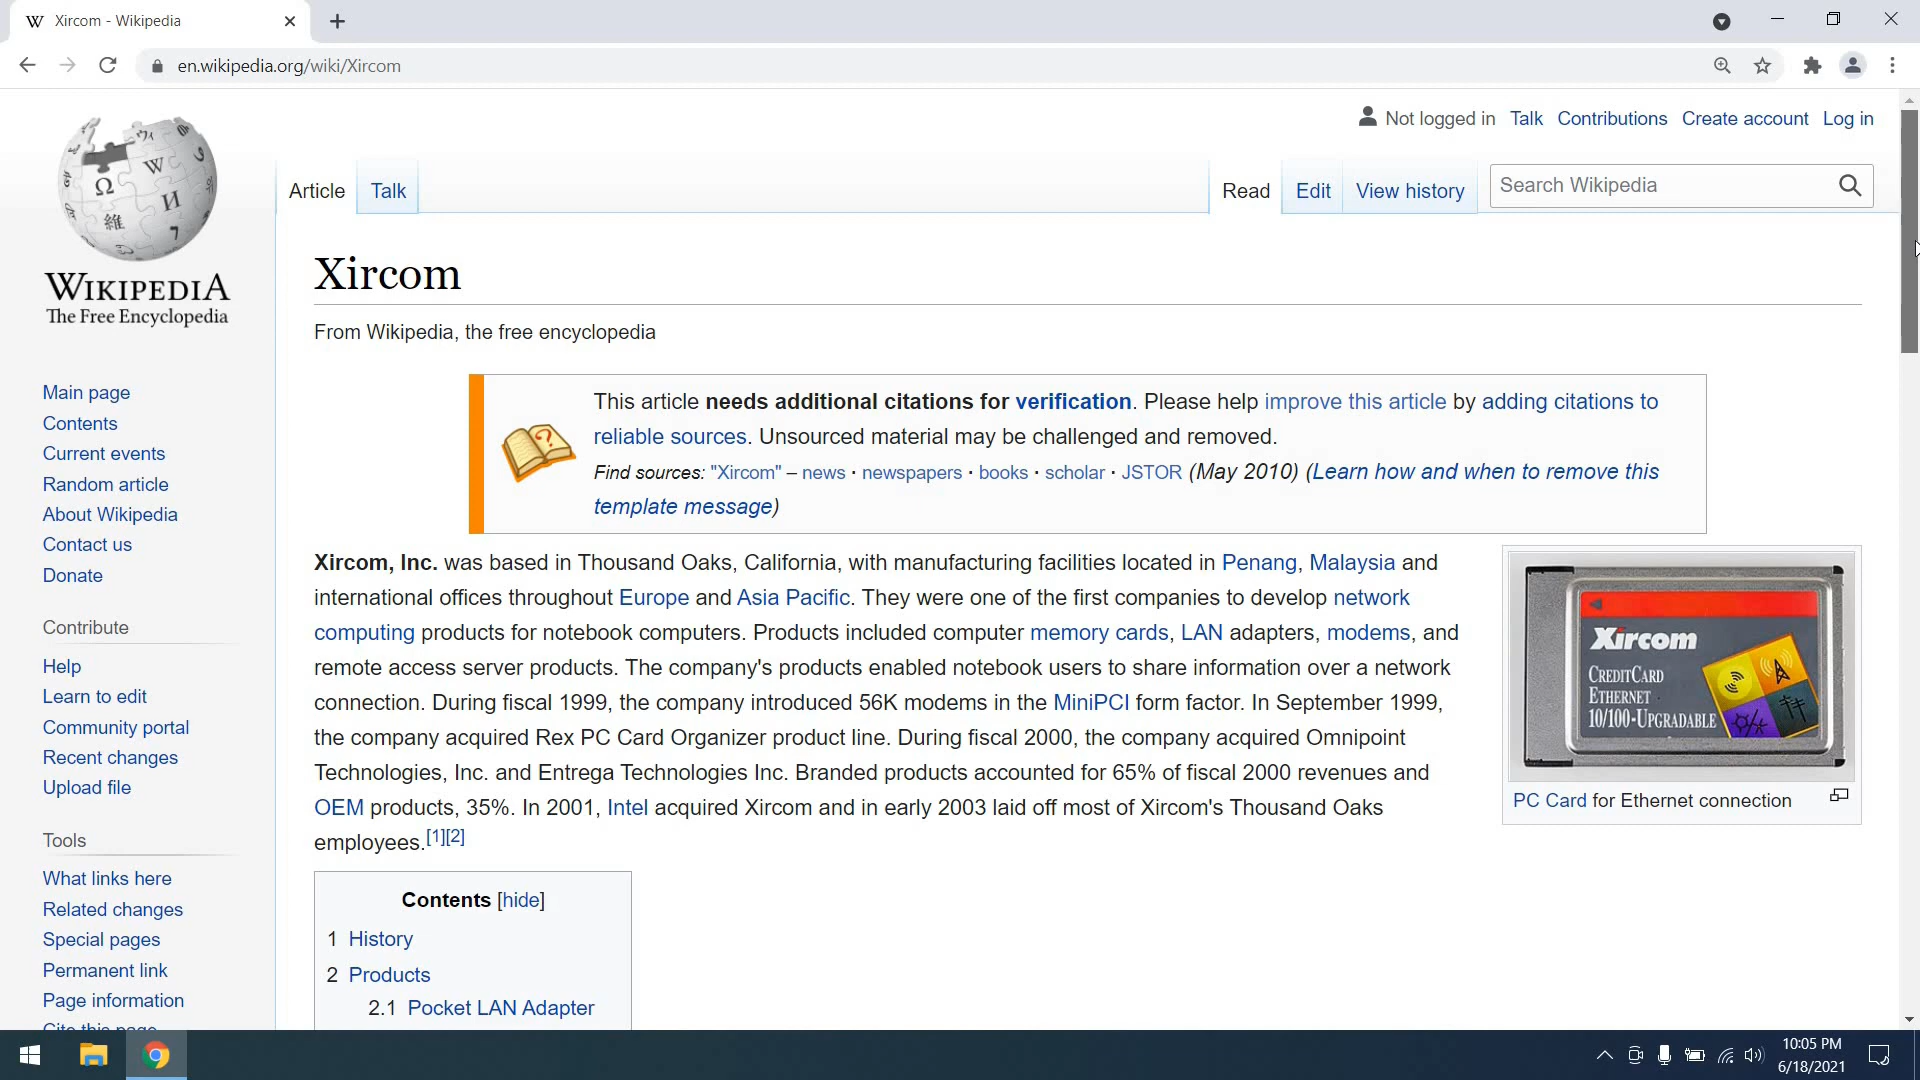 Xircom - Wikipedia
en.wikipedia.org/wiki/Xircom
Not logged in Talk Contributions Create account Log in
Article Talk Read Edit View history Search Wikipedia
WIKIPEDIA
The Free Encyclopedia
Main page
Contents
Current events
Random article
About Wikipedia
Contact us
Donate
Contribute
Help
Learn to edit
Community portal
Recent changes
Upload file
Tools
What links here
Related changes
Special pages
Permanent link
Page information
Cite this page
Xircom
From Wikipedia, the free encyclopedia
This article needs additional citations for verification. Please help improve this article by adding citations to
reliable sources. Unsourced material may be challenged and removed.
Find sources: "Xircom" – news · newspapers · books · scholar · JSTOR (May 2010) (Learn how and when to remove this
template message)
Xircom, Inc. was based in Thousand Oaks, California, with manufacturing facilities located in Penang, Malaysia and
international offices throughout Europe and Asia Pacific. They were one of the first companies to develop network
computing products for notebook computers. Products included computer memory cards, LAN adapters, modems, and
remote access server products. The company's products enabled notebook users to share information over a network
connection. During fiscal 1999, the company introduced 56K modems in the MiniPCI form factor. In September 1999,
the company acquired Rex PC Card Organizer product line. During fiscal 2000, the company acquired Omnipoint
Technologies, Inc. and Entrega Technologies Inc. Branded products accounted for 65% of fiscal 2000 revenues and
OEM products, 35%. In 2001, Intel acquired Xircom and in early 2003 laid off most of Xircom's Thousand Oaks
employees.[1][2]
Xircom
CREDITCARD
ETHERNET
10/100-UPGRADABLE
PC Card for Ethernet connection
Contents [hide]
1 History
2 Products
2.1 Pocket LAN Adapter
10:05 PM
6/18/2021